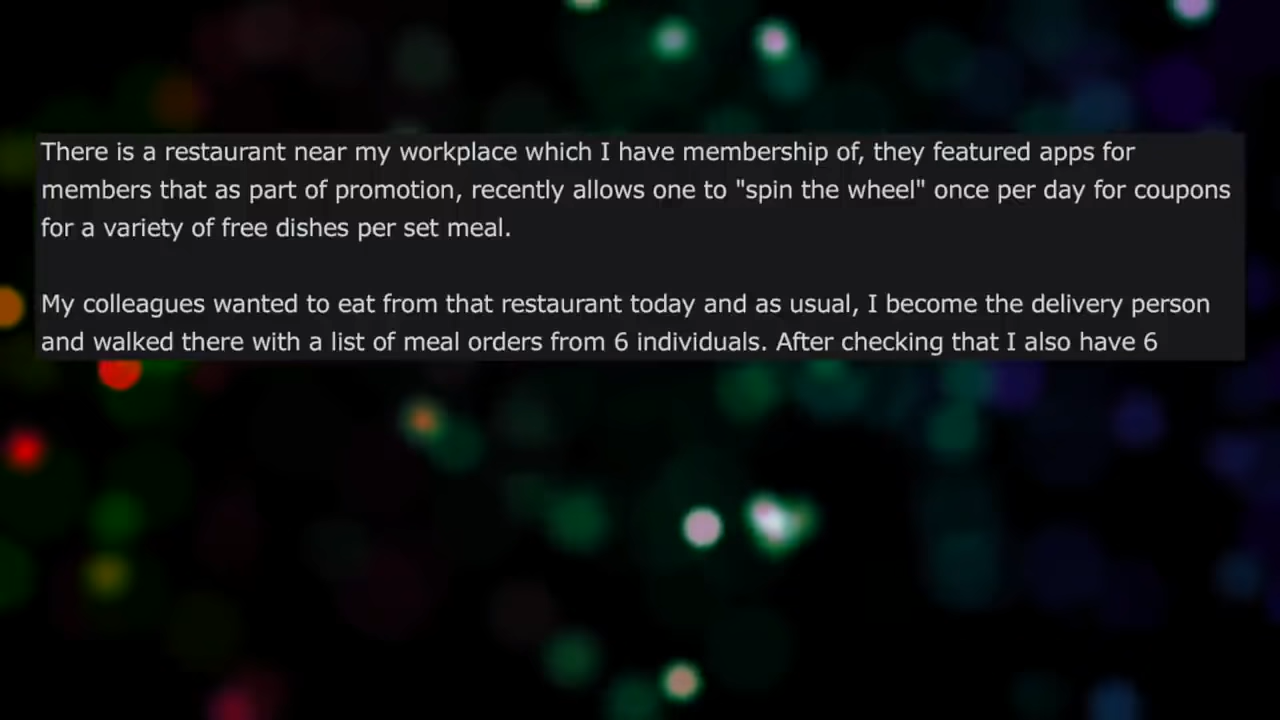 There is a restaurant near my workplace which I have membership of, they featured apps for
members that as part of promotion, recently allows one to "spin the wheel" once per day for coupons
for a variety of free dishes per set meal.
My colleagues wanted to eat from that restaurant today and as usual, I become the delivery person
and walked there with a list of meal orders from 6 individuals. After checking that I also have 6